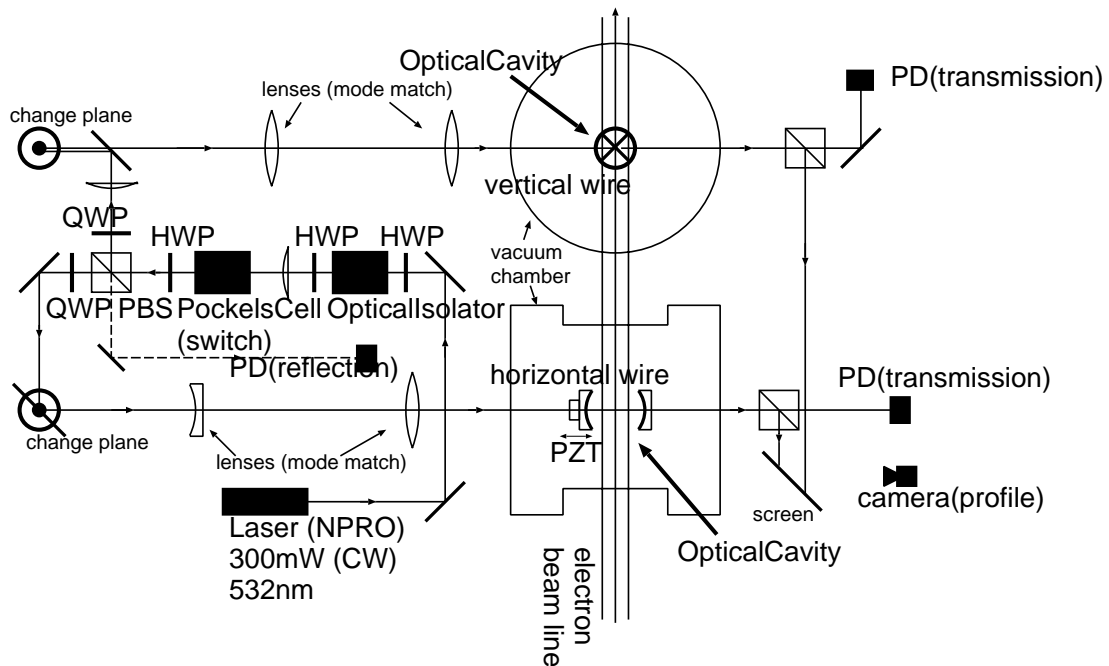 OpticalCavity
PD(transmission)
lenses (mode match)
change plane
vertical wire
QWP
HWP
HWP
HWP
vacuum
chamber
QWP
PBS
PockelsCell
(switch)
OpticalIsolator
PD(reflection)
horizontal wire
PD(transmission)
change plane
lenses (mode match)
PZT
camera(profile)
screen
Laser (NPRO)
300mW (CW)
532nm
OpticalCavity
electron
beam line